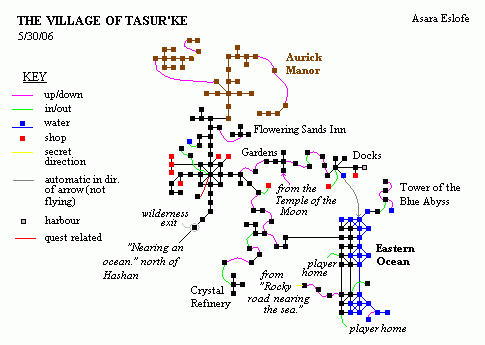 THE VILLAGE OF TASUR'KE
Asara Eslofe
5/30/06
Aurick
Manor
KEY
up/down
in/out
water
shop
secret
direction
automatic in dir.
of arrow (not
flying)
harbour
quest related
Flowering Sands Inn
Gardens
Docks
from the
Temple of the
Moon
Tower of the
Blue Abyss
wilderness
exit
"Nearing an
ocean." north of
Hashan
Eastern
Ocean
player
home
from
"Rocky
road nearing
the sea."
Crystal
Refinery
player home